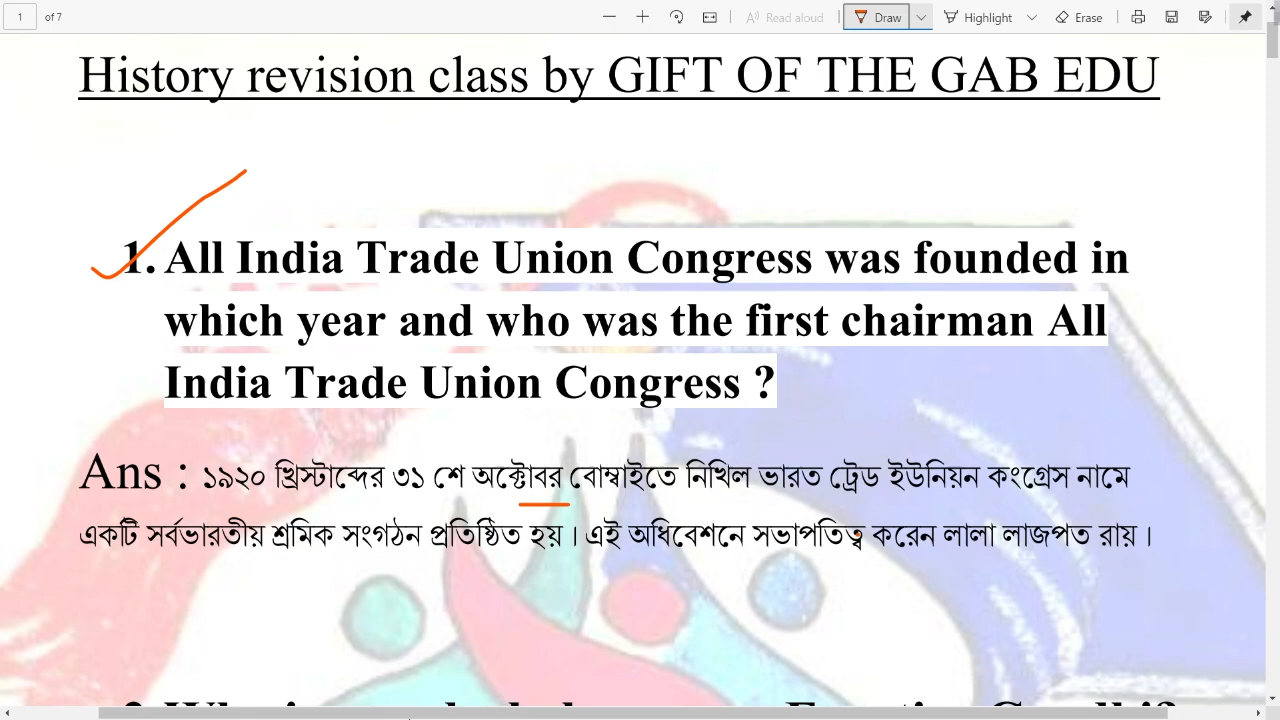 1 of 7 Read aloud Draw Highlight Erase
History revision class by GIFT OF THE GAB EDU
1. All India Trade Union Congress was founded in
which year and who was the first chairman All
India Trade Union Congress ?
Ans : ১৯২০ খ্রিস্টাব্দের ৩১ শে অক্টোবর বোম্বাইতে নিখিল ভারত ট্রেড ইউনিয়ন কংগ্রেস নামে
একটি সর্বভারতীয় শ্রমিক সংগঠন প্রতিষ্ঠিত হয়। এই অধিবেশনে সভাপতিত্ব করেন লালা লাজপত রায়।